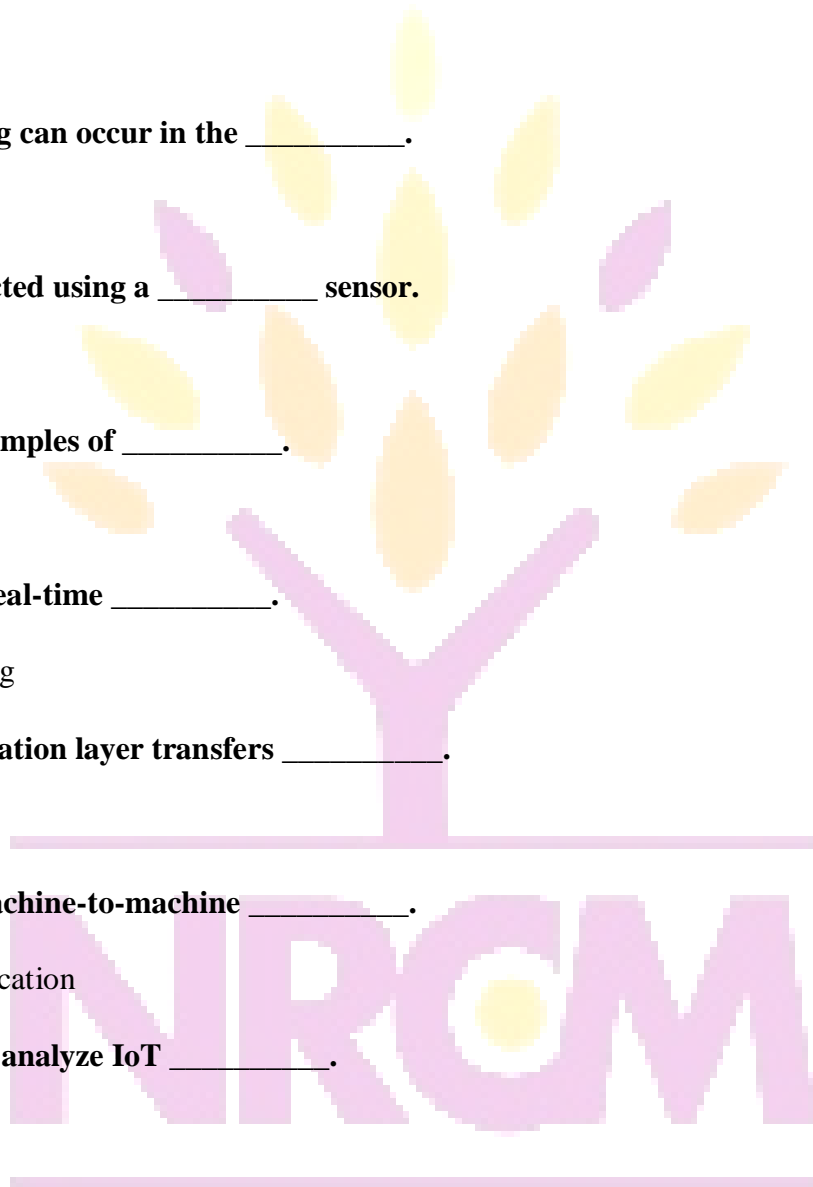 g can occur in the __________.
cted using a __________ sensor.
mples of __________.
eal-time __________.
g
ation layer transfers __________.
achine-to-machine __________.
cation
analyze IoT __________.
NRCM